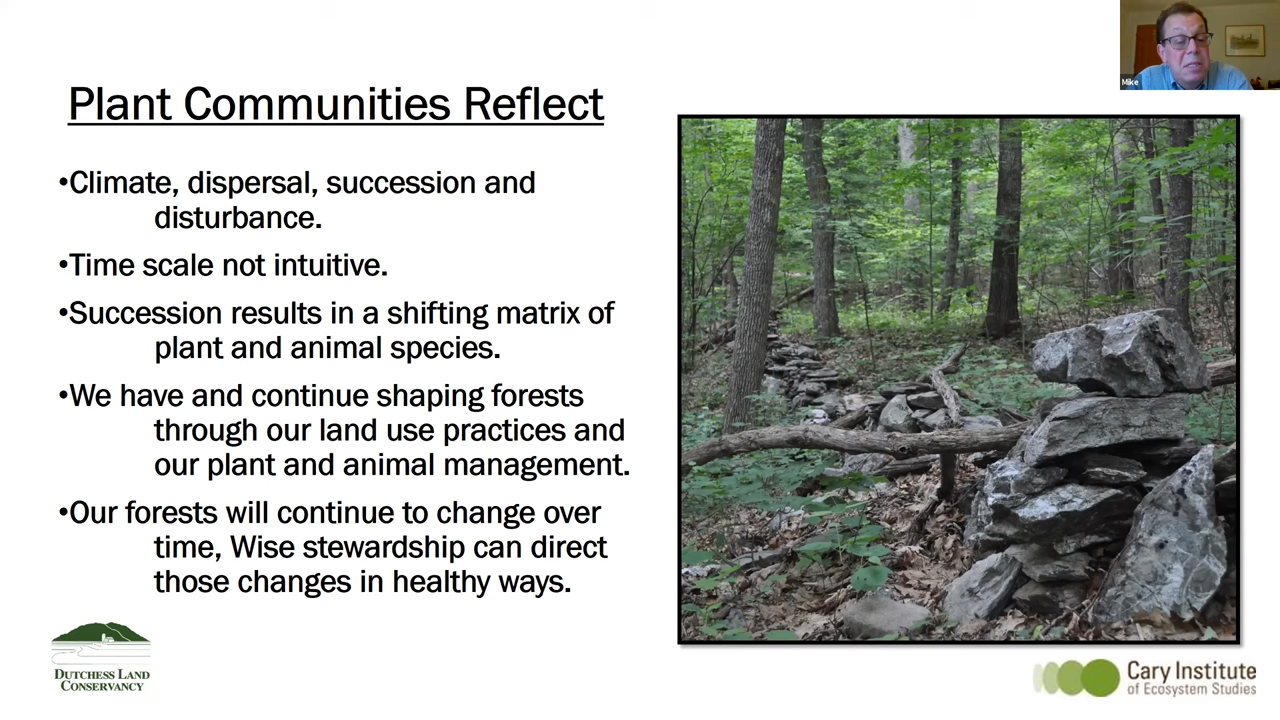 Mike
Plant Communities Reflect
•Climate, dispersal, succession and
disturbance.
•Time scale not intuitive.
•Succession results in a shifting matrix of
plant and animal species.
•We have and continue shaping forests
through our land use practices and
our plant and animal management.
•Our forests will continue to change over
time, Wise stewardship can direct
those changes in healthy ways.
DUTCHESS LAND
CONSERVANCY
Cary Institute
of Ecosystem Studies